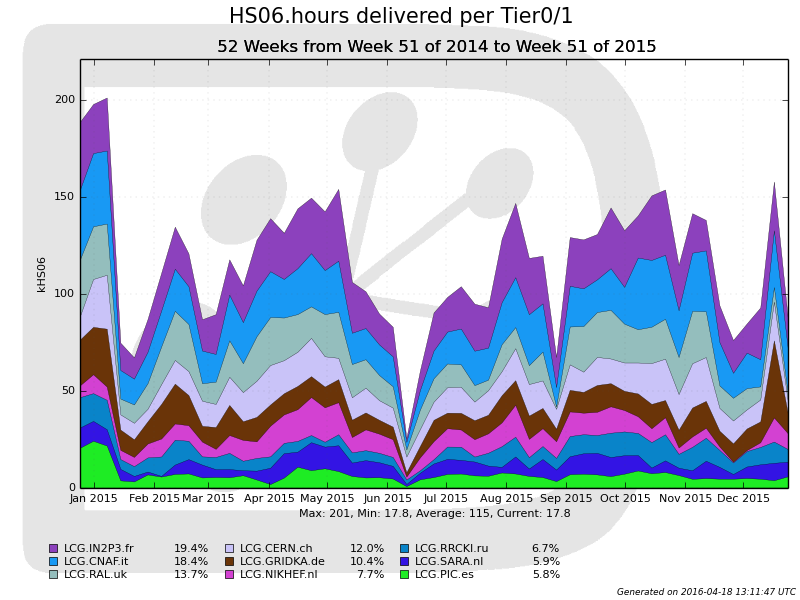 HS06.hours delivered per Tier0/1
52 Weeks from Week 51 of 2014 to Week 51 of 2015
kHS06
200
150
100
50
0
Jan 2015 Feb 2015 Mar 2015 Apr 2015 May 2015 Jun 2015 Jul 2015 Aug 2015 Sep 2015 Oct 2015 Nov 2015 Dec 2015
Max: 201, Min: 17.8, Average: 115, Current: 17.8
LCG.IN2P3.fr 19.4% LCG.CERN.ch 12.0% LCG.RRCKI.ru 6.7%
LCG.CNAF.it 18.4% LCG.GRIDKA.de 10.4% LCG.SARA.nl 5.9%
LCG.RAL.uk 13.7% LCG.NIKHEF.nl 7.7% LCG.PIC.es 5.8%
Generated on 2016-04-18 13:11:47 UTC